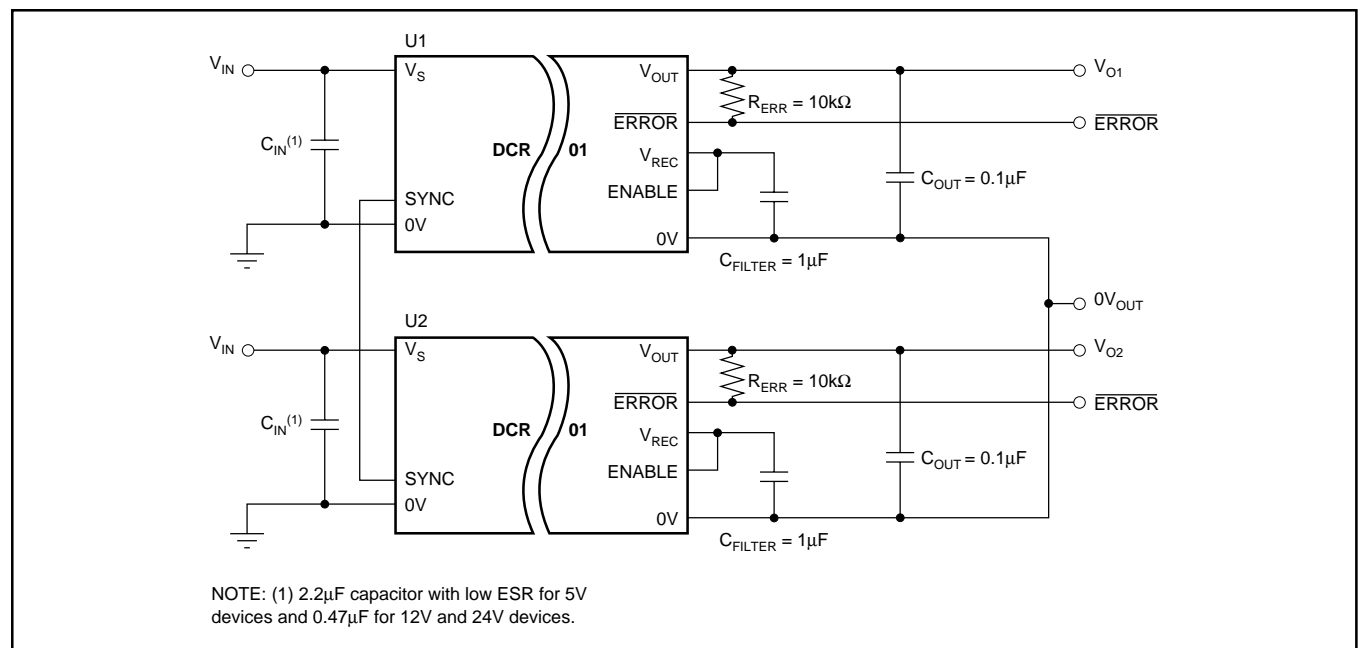 U1
V_IN
V_S
V_OUT
V_O1
R_ERR = 10kΩ
ERROR
ERROR
C_IN(1)
DCR 01
V_REC
C_OUT = 0.1µF
SYNC
ENABLE
0V
0V
C_FILTER = 1µF
0V_OUT
U2
V_IN
V_S
V_OUT
V_O2
R_ERR = 10kΩ
ERROR
ERROR
C_IN(1)
DCR 01
V_REC
C_OUT = 0.1µF
SYNC
ENABLE
0V
0V
C_FILTER = 1µF
NOTE: (1) 2.2µF capacitor with low ESR for 5V
devices and 0.47µF for 12V and 24V devices.